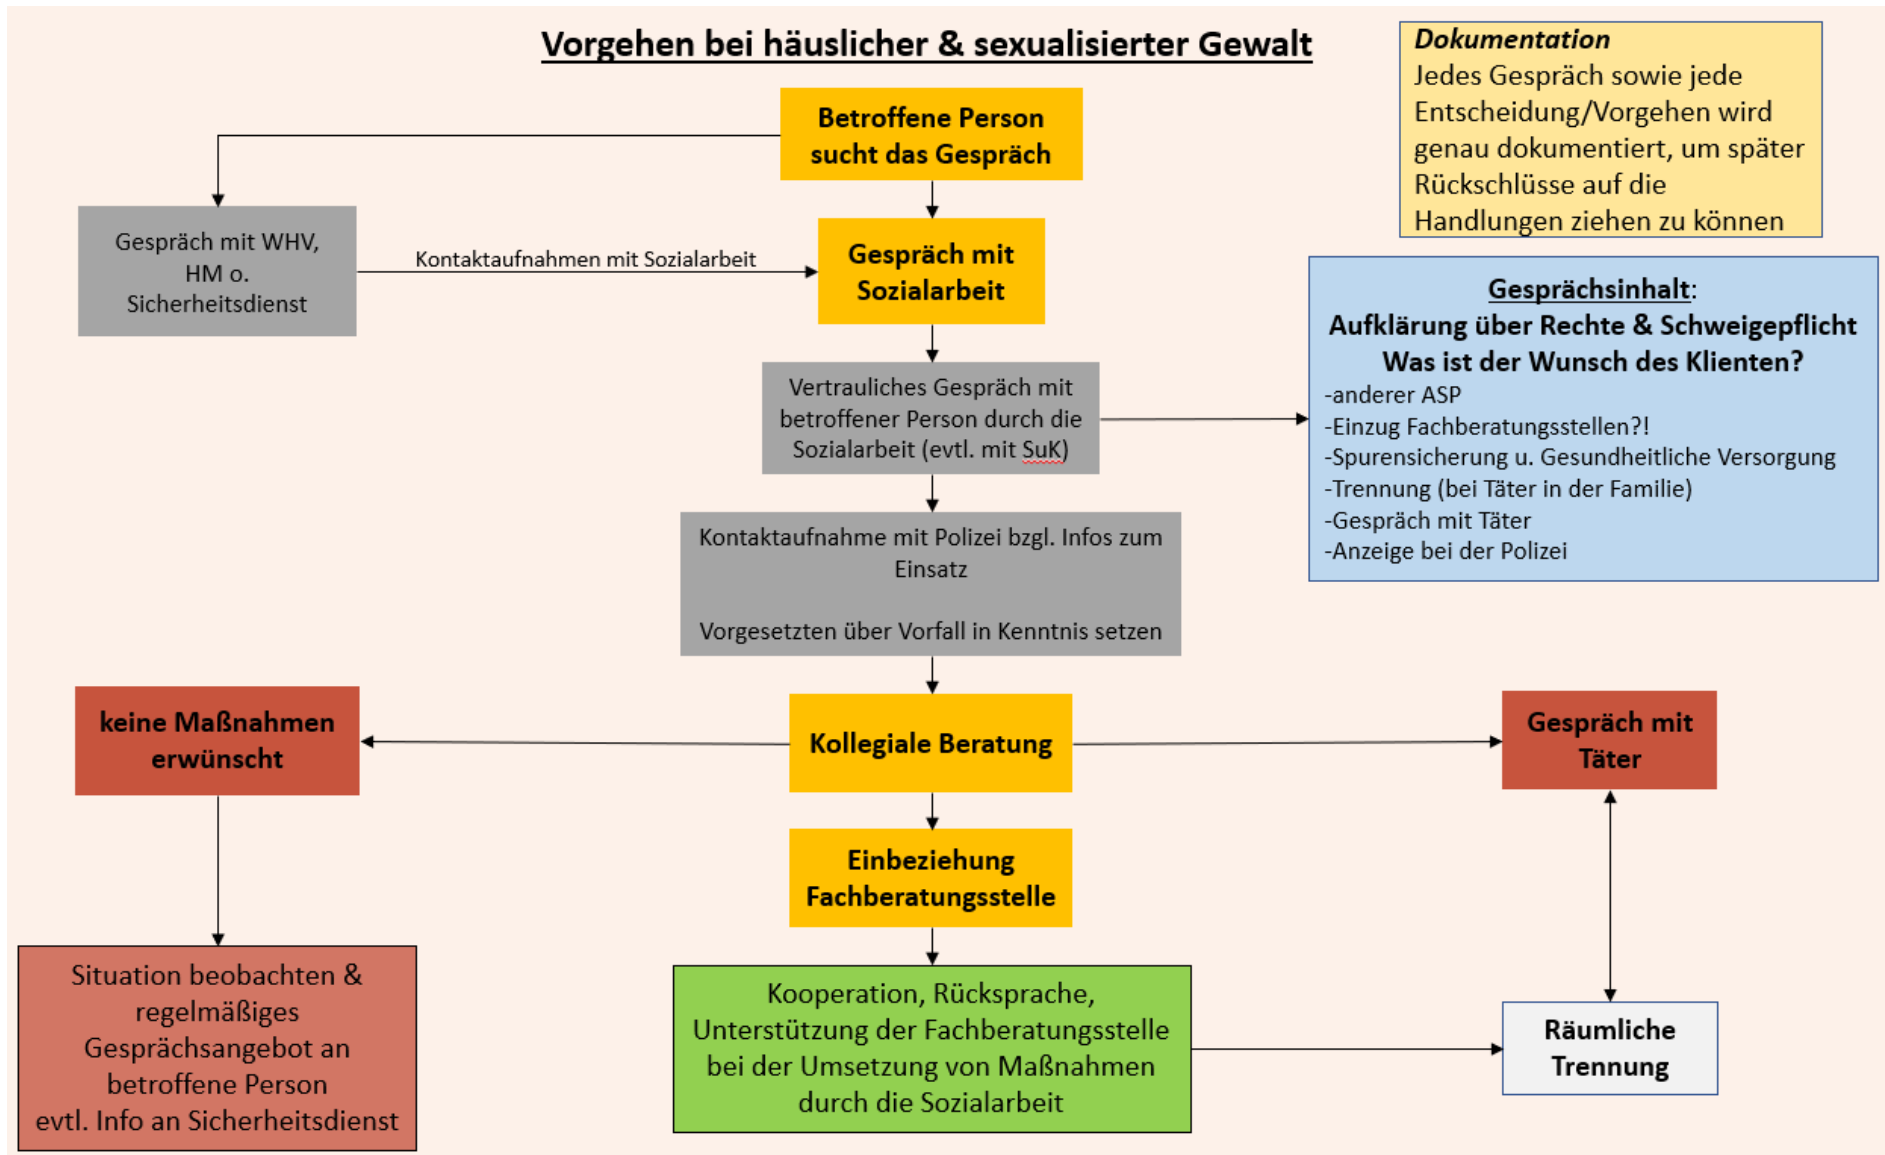 Vorgehen bei häuslicher & sexualisierter Gewalt
Dokumentation
Jedes Gespräch sowie jede
Entscheidung/Vorgehen wird
genau dokumentiert, um später
Rückschlüsse auf die
Handlungen ziehen zu können
Betroffene Person
sucht das Gespräch
Gespräch mit WHV,
HM o.
Sicherheitsdienst
Kontaktaufnahmen mit Sozialarbeit
Gespräch mit
Sozialarbeit
Gesprächsinhalt:
Aufklärung über Rechte & Schweigepflicht
Was ist der Wunsch des Klienten?
-anderer ASP
-Einzug Fachberatungsstellen?!
-Spurensicherung u. Gesundheitliche Versorgung
-Trennung (bei Täter in der Familie)
-Gespräch mit Täter
-Anzeige bei der Polizei
Vertrauliches Gespräch mit
betroffener Person durch die
Sozialarbeit (evtl. mit SuK)
Kontaktaufnahme mit Polizei bzgl. Infos zum
Einsatz
Vorgesetzten über Vorfall in Kenntnis setzen
keine Maßnahmen
erwünscht
Kollegiale Beratung
Gespräch mit
Täter
Einbeziehung
Fachberatungsstelle
Situation beobachten &
regelmäßiges
Gesprächsangebot an
betroffene Person
evtl. Info an Sicherheitsdienst
Kooperation, Rücksprache,
Unterstützung der Fachberatungsstelle
bei der Umsetzung von Maßnahmen
durch die Sozialarbeit
Räumliche
Trennung